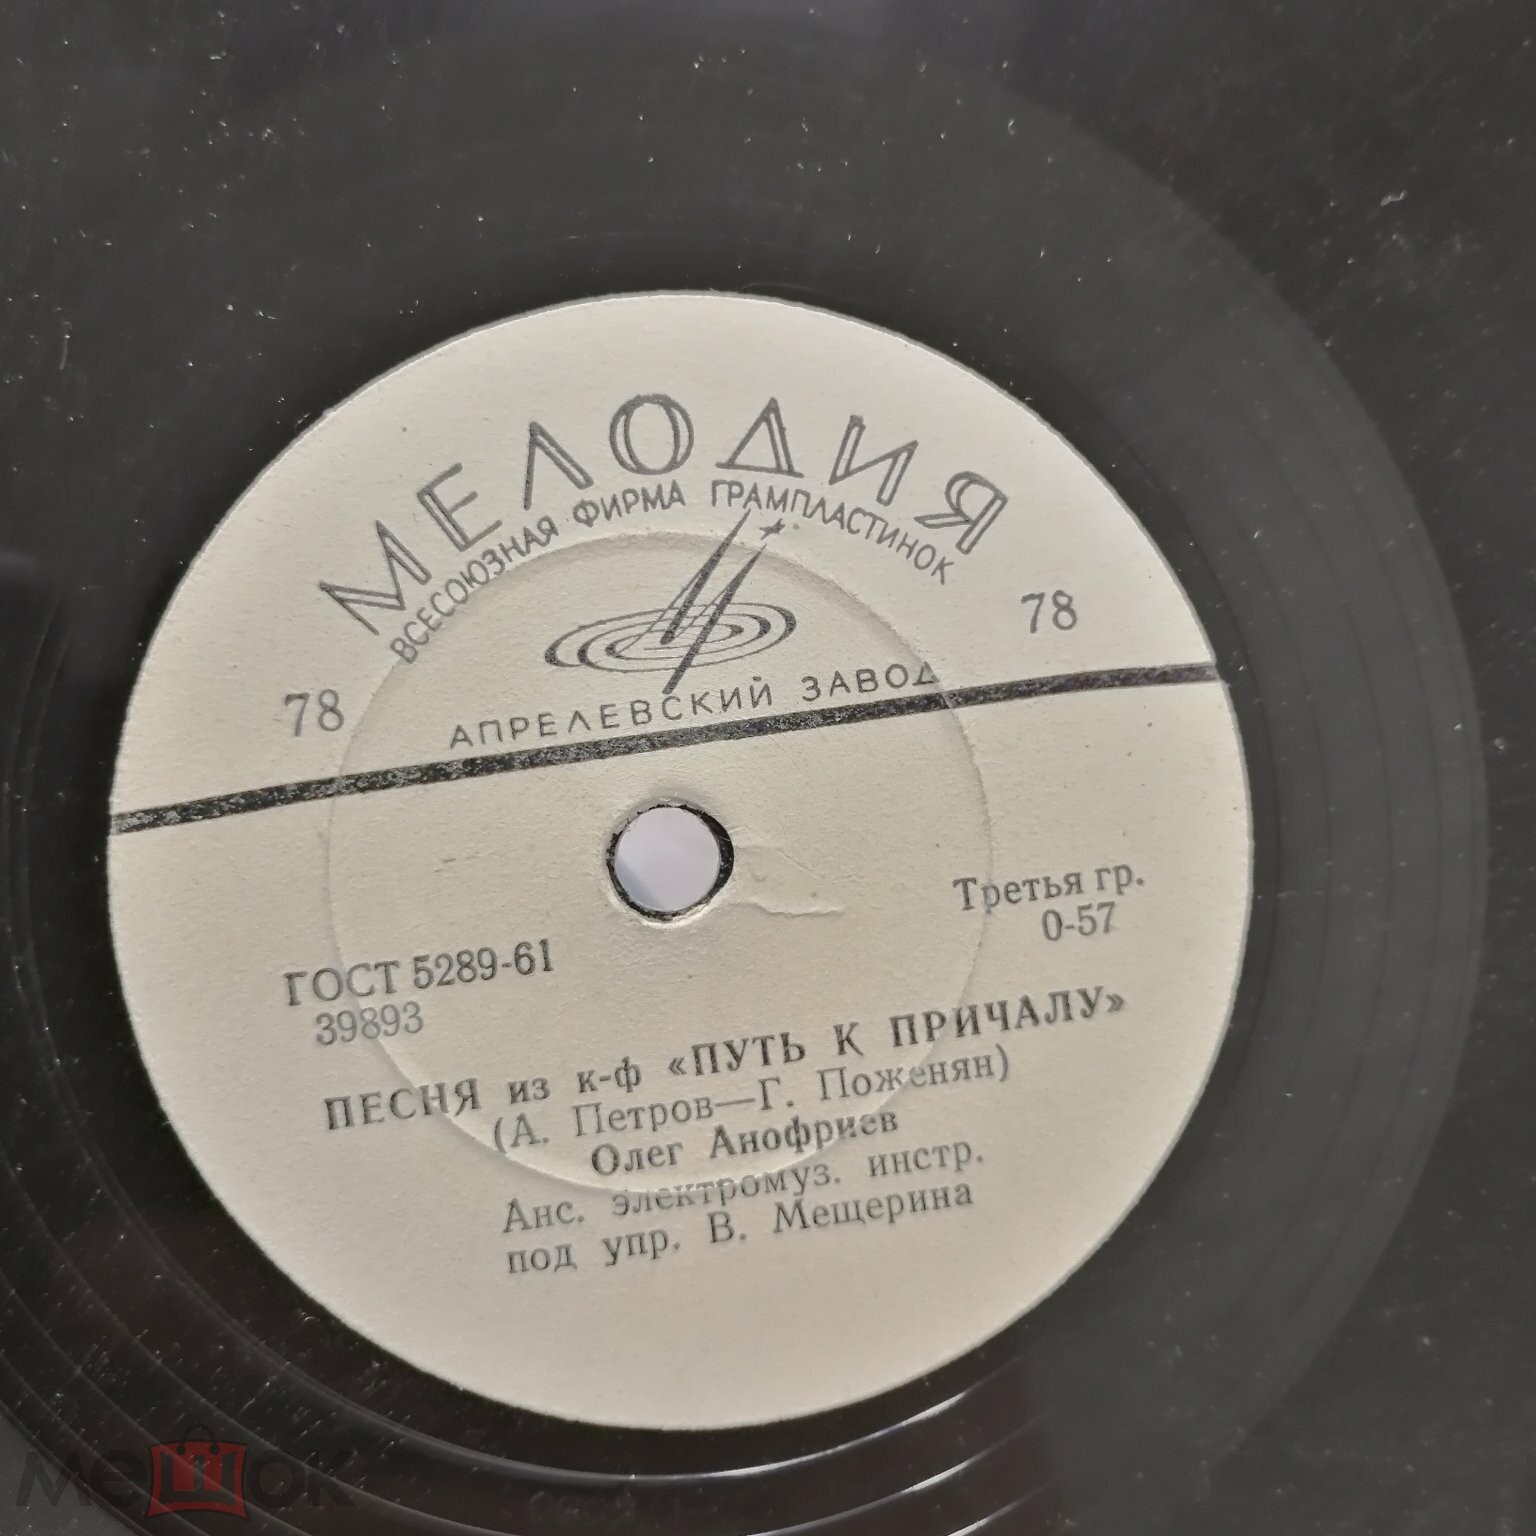 МЕЛОДИЯ
ВСЕСОЮЗНАЯ ФИРМА ГРАМПЛАСТИНОК
78
78
АПРЕЛЕВСКИЙ ЗАВОД
Третья гр.
0-57
ГОСТ 5289-61
39893
ПЕСНЯ из к-ф «ПУТЬ К ПРИЧАЛУ»
(А. Петров—Г. Поженян)
Олег Анофриев
Анс. электромуз. инстр.
под упр. В. Мещерина
мешок